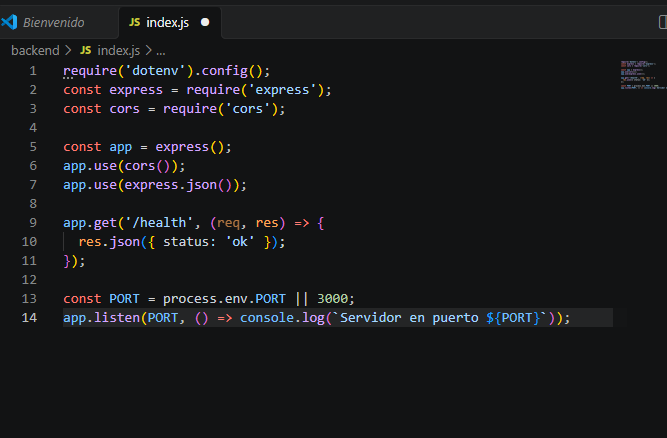 Bienvenido
JS index.js
backend > JS index.js > ...
1 require('dotenv').config();
2 const express = require('express');
3 const cors = require('cors');
4
5 const app = express();
6 app.use(cors());
7 app.use(express.json());
8
9 app.get('/health', (req, res) => {
10 res.json({ status: 'ok' });
11 });
12
13 const PORT = process.env.PORT || 3000;
14 app.listen(PORT, () => console.log(`Servidor en puerto ${PORT}`));